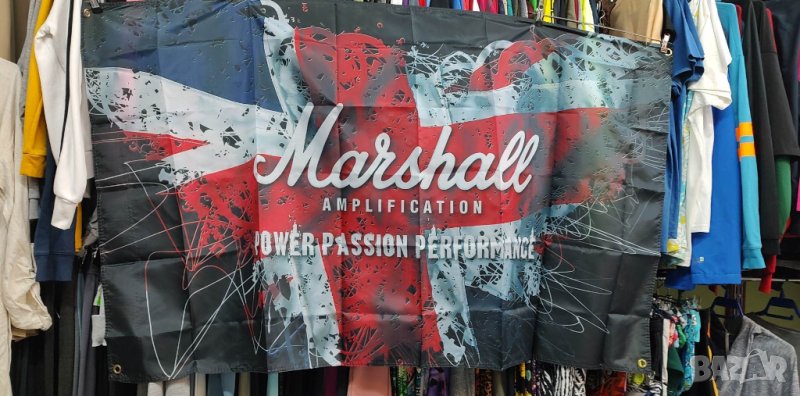 Marshall
AMPLIFICATION
POWER PASSION PERFORMANCE
BAZAR